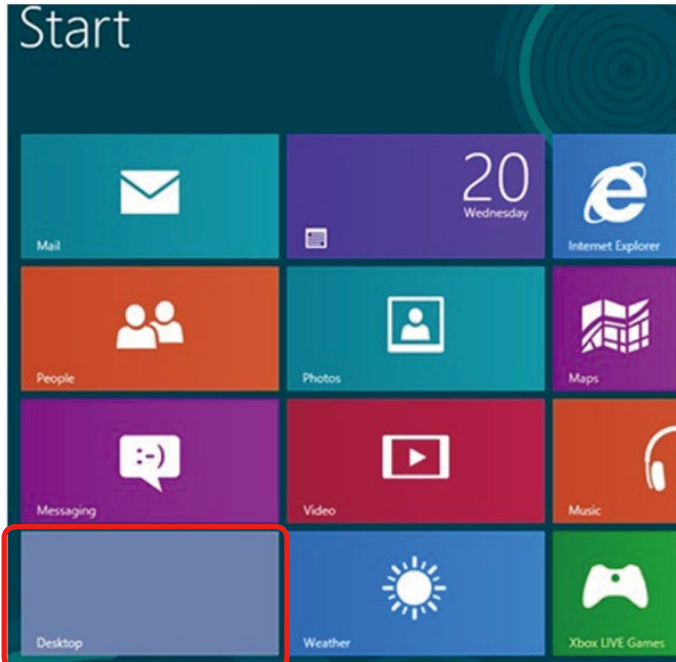 Start
20
Wednesday
Mail
Internet Explorer
People
Photos
Maps
:-)
Messaging
Video
Music
Desktop
Weather
Xbox LIVE Games